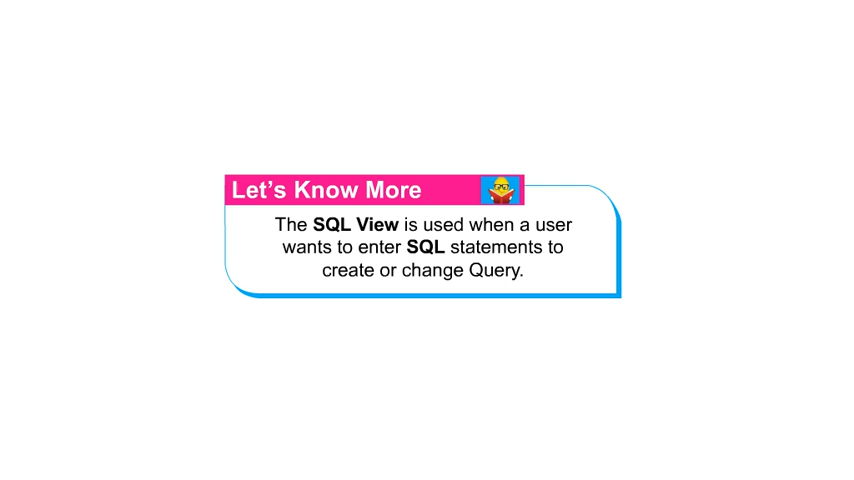 Let’s Know More
The SQL View is used when a user
wants to enter SQL statements to
create or change Query.